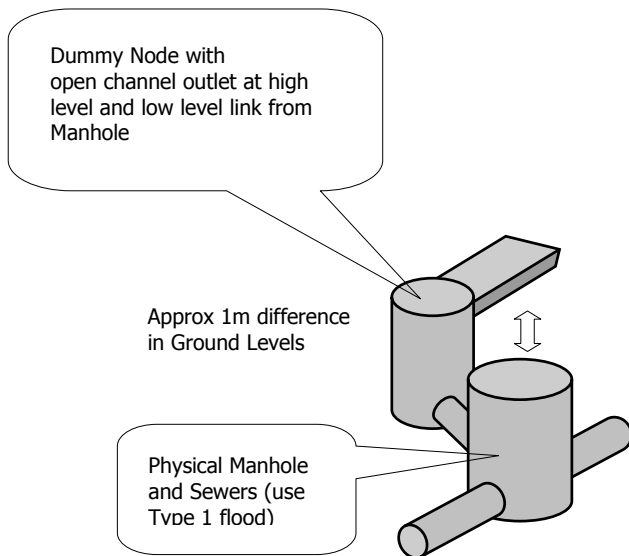 Dummy Node with
open channel outlet at high
level and low level link from
Manhole
Approx 1m difference
in Ground Levels
Physical Manhole
and Sewers (use
Type 1 flood)